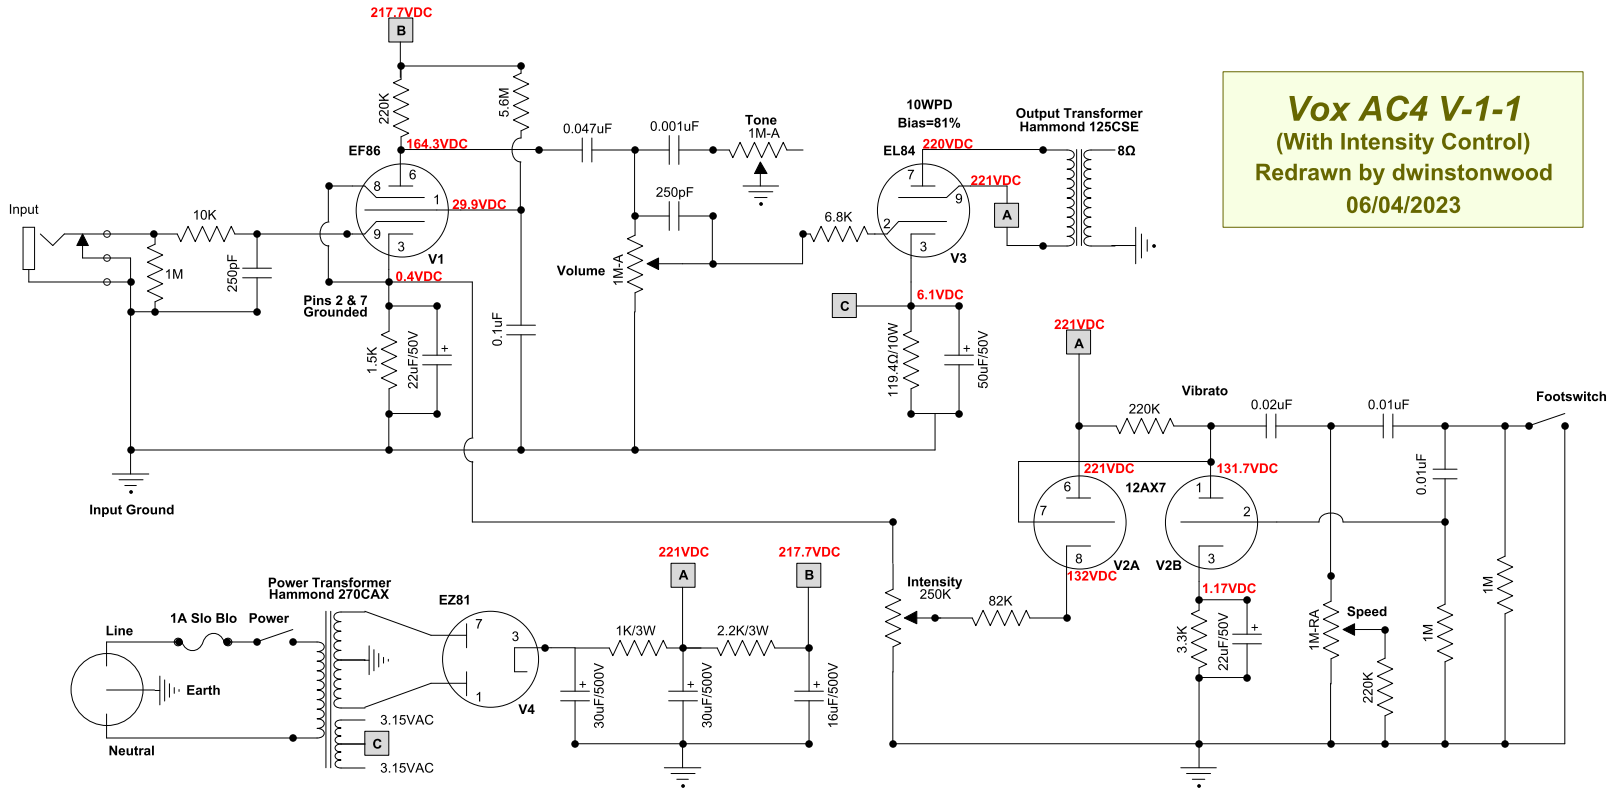 217.7VDC
B
220K
5.6M
EF86
164.3VDC
0.047uF
0.001uF
Tone
1M-A
10WPD
Bias=81%
EL84
220VDC
Output Transformer
Hammond 125CSE
8Ω
Vox AC4 V-1-1
(With Intensity Control)
Redrawn by dwinstonwood
06/04/2023
8
6
1
9
3
V1
29.9VDC
250pF
7
9
2
3
V3
221VDC
A
Input
10K
1M
250pF
6.8K
Volume
1M-A
0.4VDC
Pins 2 & 7
Grounded
1.5K
22uF/50V
+
0.1uF
C
6.1VDC
119.4Ω/10W
+
50uF/50V
Input Ground
221VDC
A
Vibrato
220K
0.02uF
0.01uF
Footswitch
221VDC
131.7VDC
0.01uF
6
7
8
12AX7
1
2
3
V2A
V2B
132VDC
1.17VDC
3.3K
22uF/50V
+
Speed
1M-RA
220K
1M
1M
Intensity
250K
82K
Power Transformer
Hammond 270CAX
1A Slo Blo
Power
Line
Earth
Neutral
3.15VAC
C
3.15VAC
EZ81
7
3
1
V4
221VDC
A
217.7VDC
B
1K/3W
2.2K/3W
+
30uF/500V
+
30uF/500V
+
16uF/500V